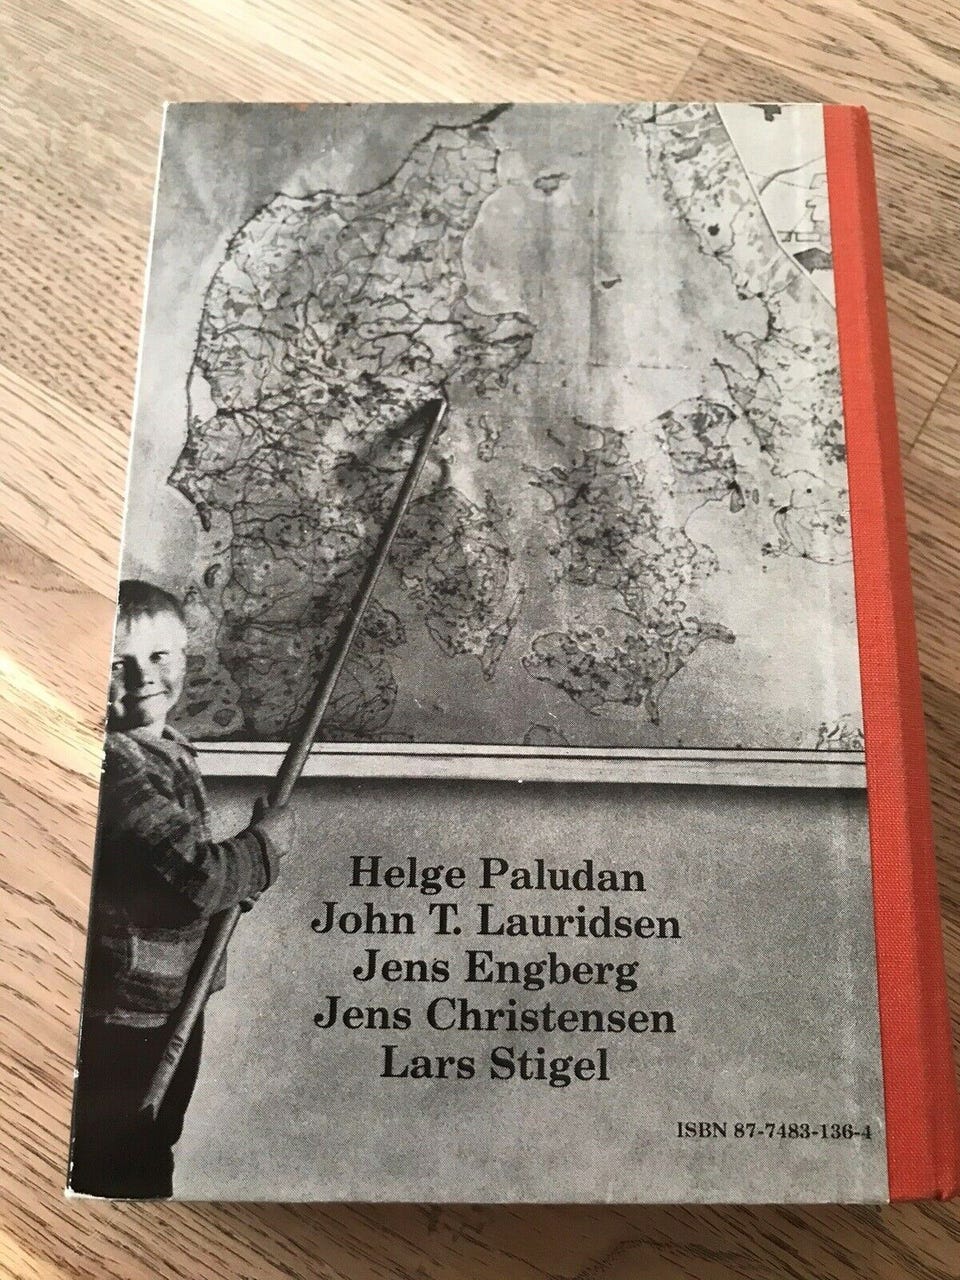 Helge Paludan
John T. Lauridsen
Jens Engberg
Jens Christensen
Lars Stigel
ISBN 87-7483-136-4